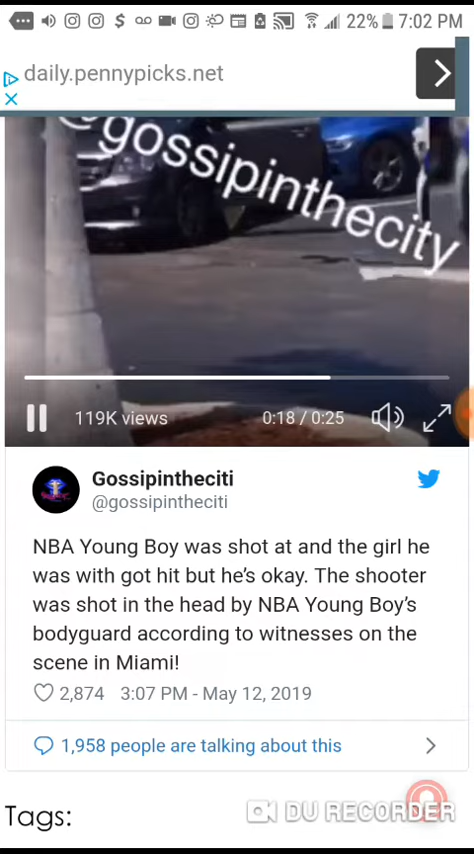 22% 7:02 PM
daily.pennypicks.net
@gossipinthecity
119K views 0:18 / 0:25
Gossipintheciti
@gossipintheciti
NBA Young Boy was shot at and the girl he
was with got hit but he's okay. The shooter
was shot in the head by NBA Young Boy's
bodyguard according to witnesses on the
scene in Miami!
2,874 3:07 PM - May 12, 2019
1,958 people are talking about this
Tags:
DU RECORDER